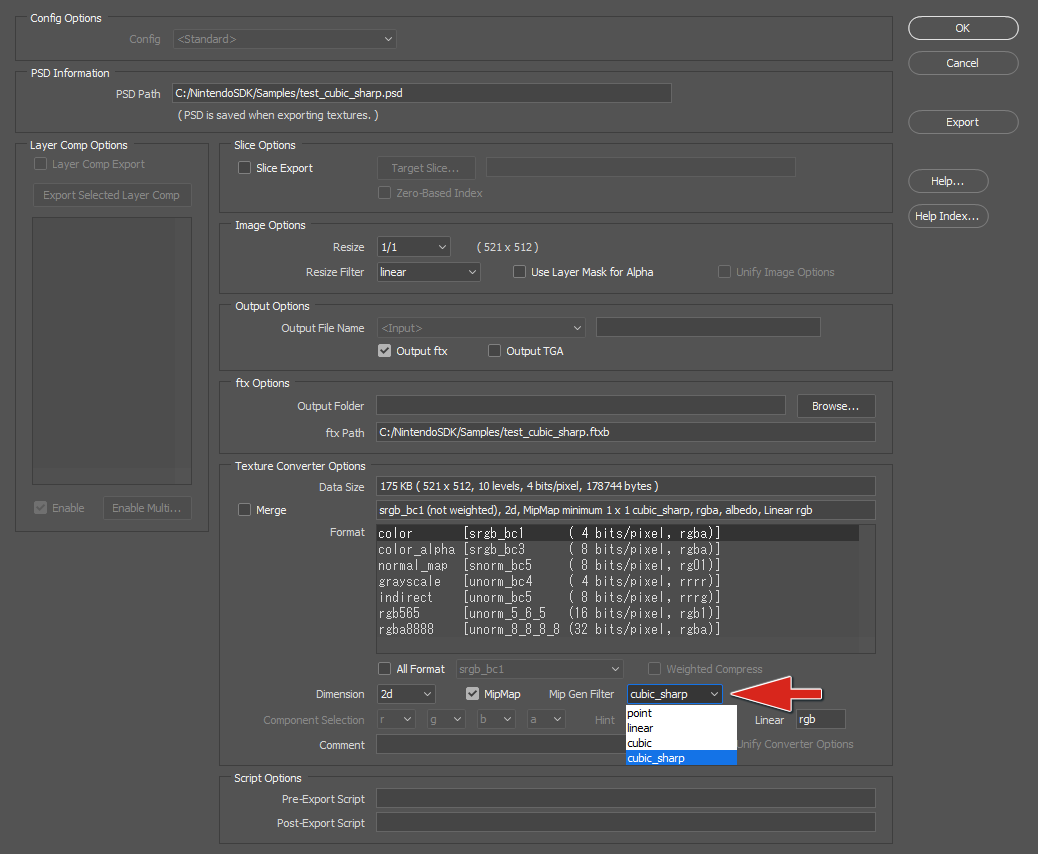 Config Options
Config <Standard>
OK
Cancel
PSD Information
PSD Path C:/NintendoSDK/Samples/test_cubic_sharp.psd
( PSD is saved when exporting textures. )
Export
Layer Comp Options
Layer Comp Export
Export Selected Layer Comp
Enable Enable Multi...
Slice Options
Slice Export Target Slice...
Zero-Based Index
Help...
Help Index...
Image Options
Resize 1/1 ( 521 x 512 )
Resize Filter linear Use Layer Mask for Alpha Unify Image Options
Output Options
Output File Name <Input>
Output ftx Output TGA
ftx Options
Output Folder Browse...
ftx Path C:/NintendoSDK/Samples/test_cubic_sharp.ftxb
Texture Converter Options
Data Size 175 KB ( 521 x 512, 10 levels, 4 bits/pixel, 178744 bytes )
Merge srgb_bc1 (not weighted), 2d, MipMap minimum 1 x 1 cubic_sharp, rgba, albedo, Linear rgb
Format color [srgb_bc1 ( 4 bits/pixel, rgba)]
color_alpha [srgb_bc3 ( 8 bits/pixel, rgba)]
normal_map [snorm_bc5 ( 8 bits/pixel, rg01)]
grayscale [unorm_bc4 ( 4 bits/pixel, rrrr)]
indirect [unorm_bc5 ( 8 bits/pixel, rrrg)]
rgb565 [unorm_5_6_5 (16 bits/pixel, rgb1)]
rgba8888 [unorm_8_8_8_8 (32 bits/pixel, rgba)]
All Format srgb_bc1 Weighted Compress
Dimension 2d MipMap Mip Gen Filter cubic_sharp
point
linear
cubic
cubic_sharp
Component Selection r g b a Hint Linear rgb
Comment Unify Converter Options
Script Options
Pre-Export Script
Post-Export Script